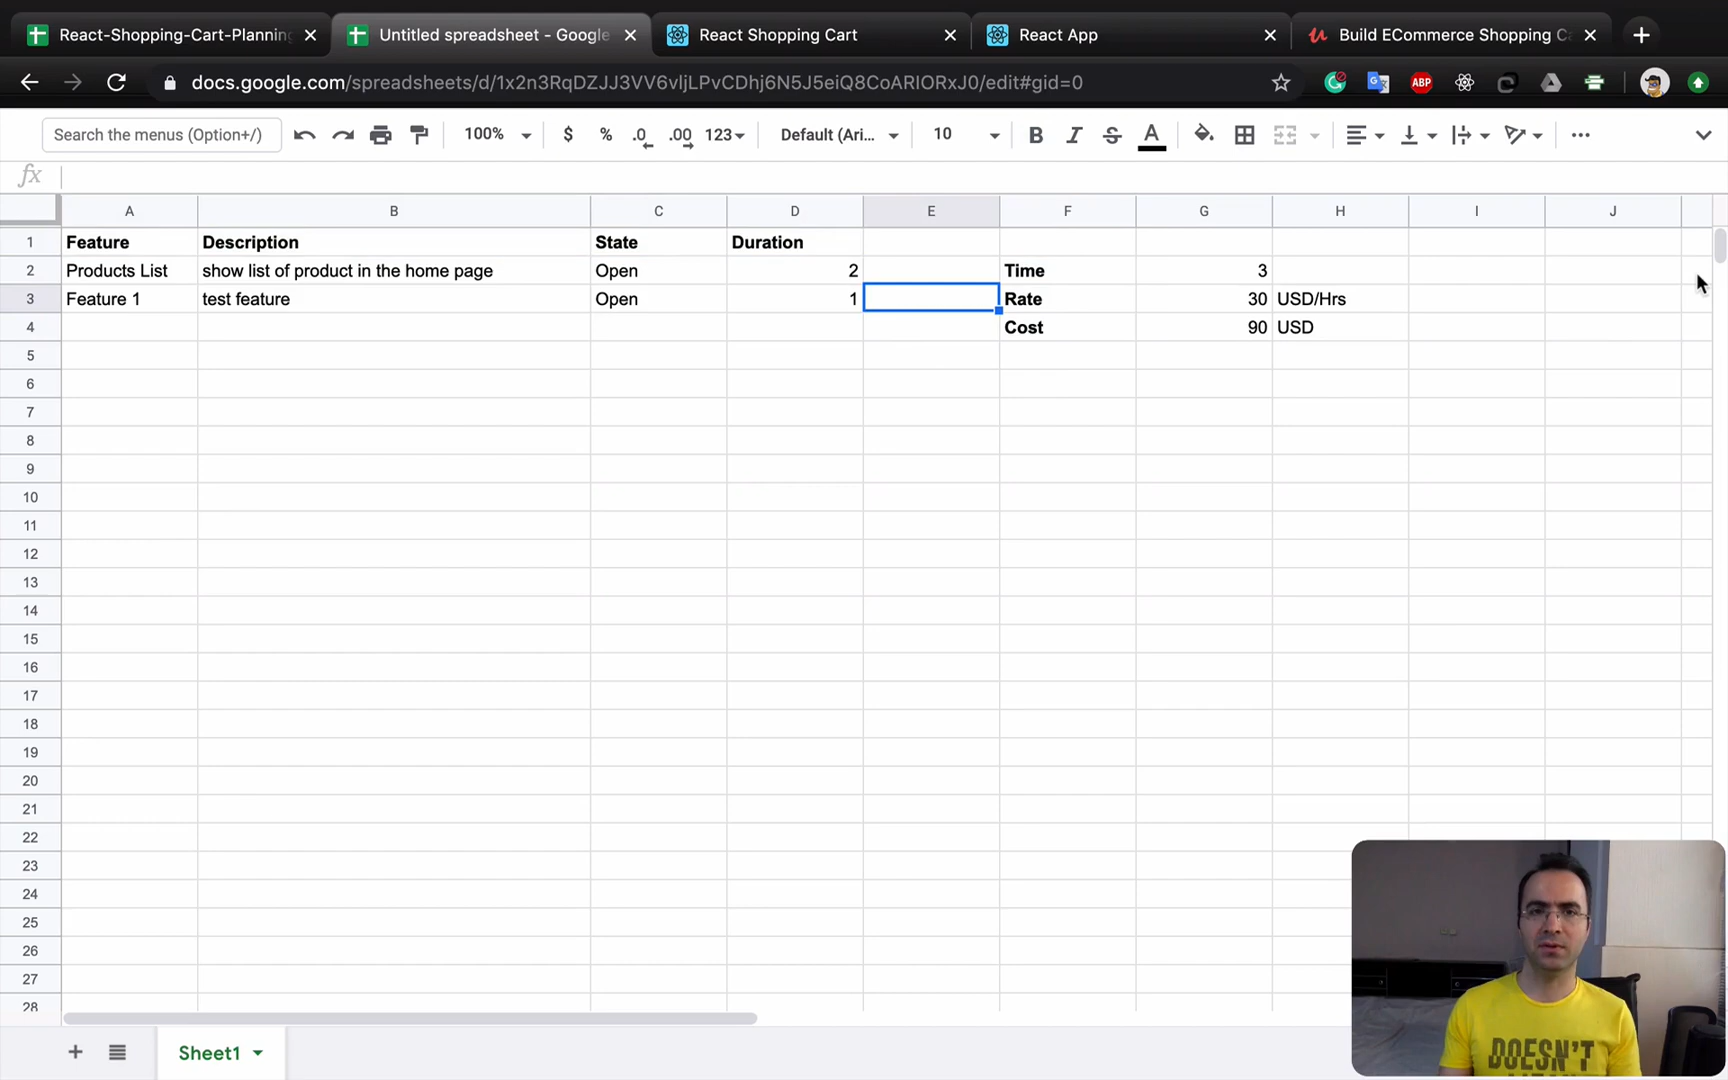 React-Shopping-Cart-Planning
Untitled spreadsheet - Google
React Shopping Cart
React App
Build ECommerce Shopping Ca
docs.google.com/spreadsheets/d/1x2n3RqDZJJ3VV6vljLPvCDhj6N5J5eiQ8CoARIORxJ0/edit#gid=0
ABP
Search the menus (Option+/)
100%
$
%
.0
.00
123
Default (Ari...
10
B
I
S
A
fx
A B C D E F G H I J
1 Feature Description State Duration
2 Products List show list of product in the home page Open 2 Time 3
3 Feature 1 test feature Open 1 Rate 30 USD/Hrs
4 Cost 90 USD
5
6
7
8
9
10
11
12
13
14
15
16
17
18
19
20
21
22
23
24
25
26
27
28
Sheet1
DOESN'T